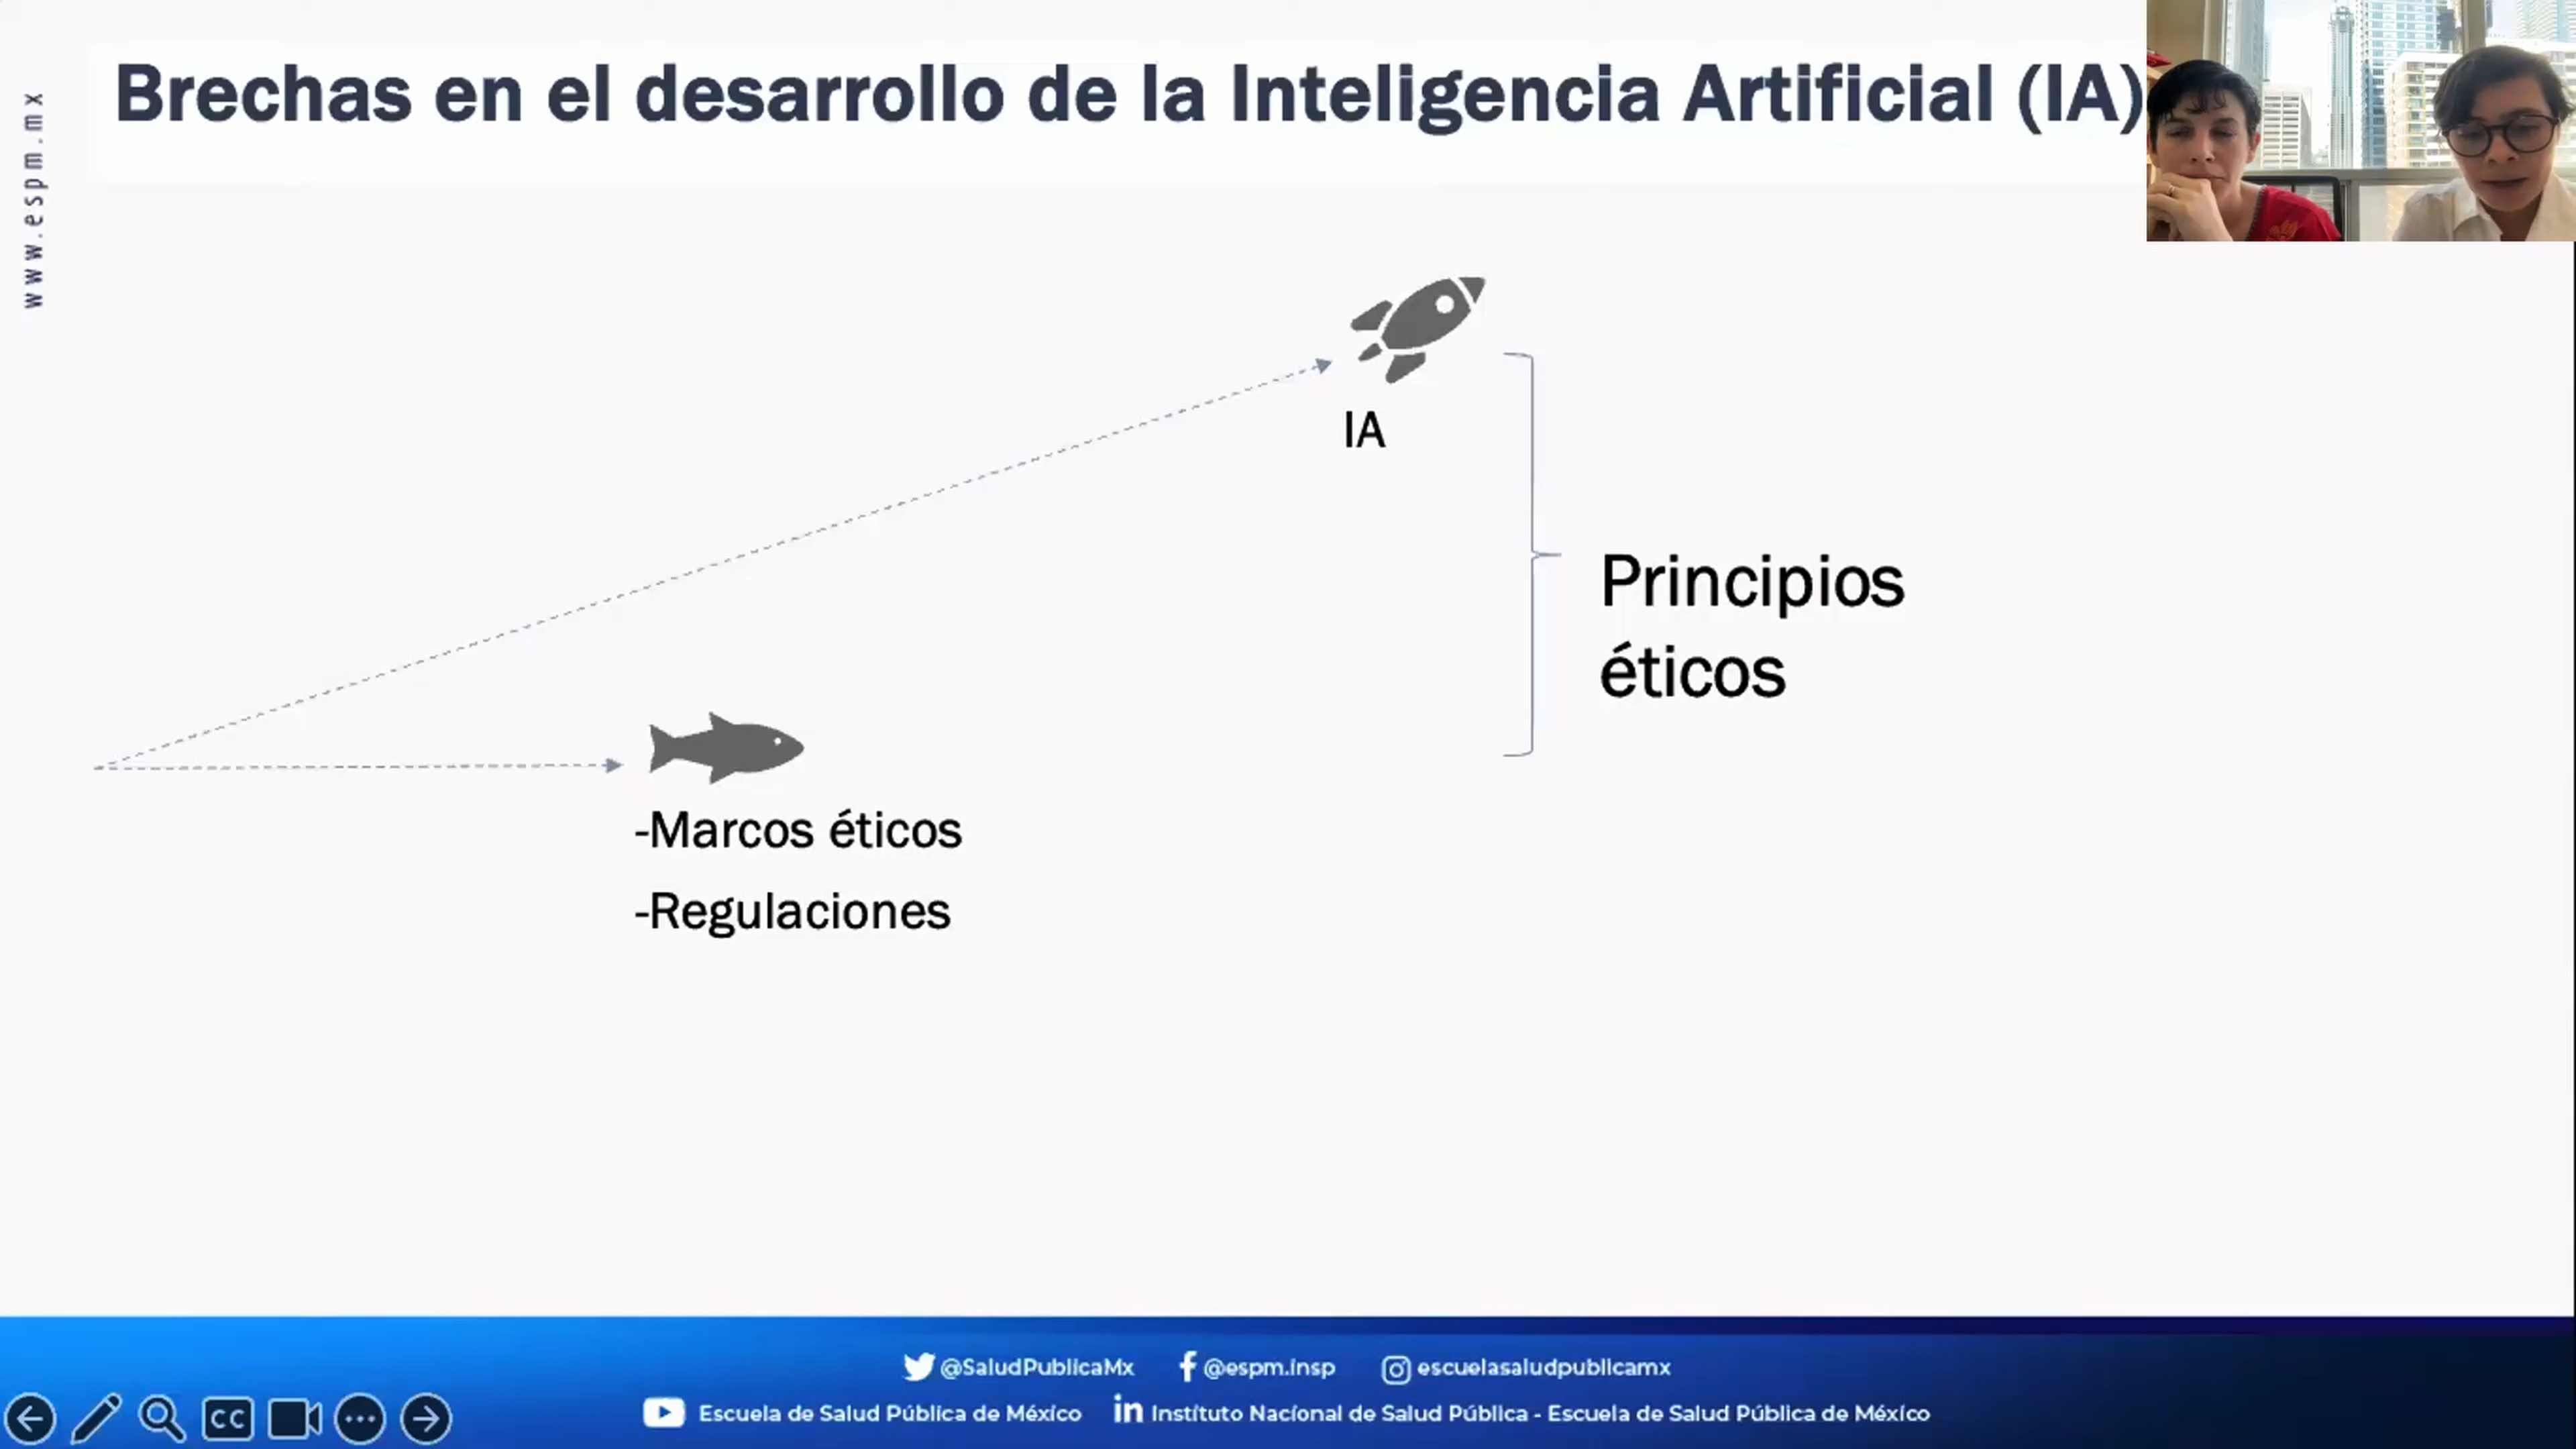 www.espm.mx
Brechas en el desarrollo de la Inteligencia Artificial (IA)
IA
Principios
éticos
-Marcos éticos
-Regulaciones
@SaludPublicaMx @espm.insp escuelasaludpublicamx
Escuela de Salud Pública de México in Instituto Nacional de Salud Pública - Escuela de Salud Pública de México
CC